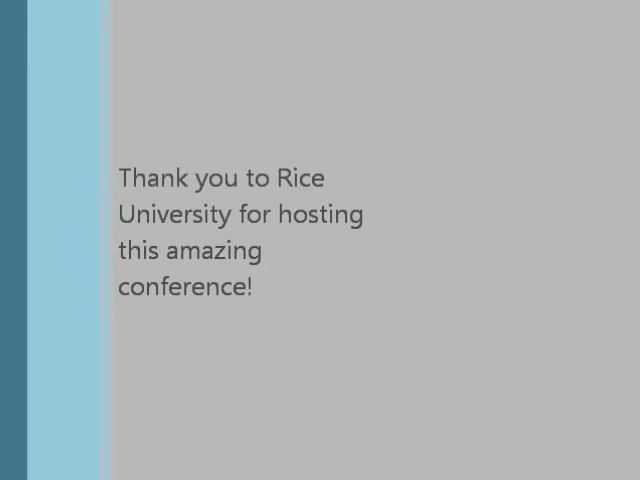 Thank you to Rice
University for hosting
this amazing
conference!